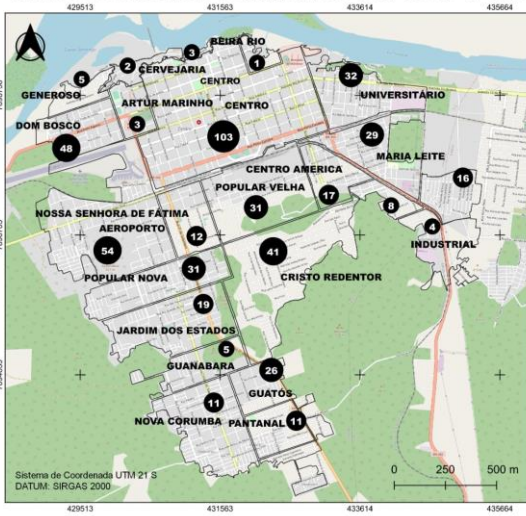 429513 431563 433614 435664
BEIRA RIO
3
2
1
CERVEJARIA
5
CENTRO
32
GENEROSO
UNIVERSITÁRIO
ARTUR MARINHO
CENTRO
DOM BOSCO
3
103
29
48
MARIA LEITE
CENTRO AMERICA
16
POPULAR VELHA
17
31
8
NOSSA SENHORA DE FÁTIMA
AEROPORTO
12
4
54
41
INDUSTRIAL
31
POPULAR NOVA
CRISTO REDENTOR
19
JARDIM DOS ESTADOS
5
GUANABARA
26
GUATÓS
11
NOVA CORUMBA
PANTANAL
11
Sistema de Coordenada UTM 21 S
DATUM: SIRGAS 2000
0 250 500 m
429513 431563 433614 435664